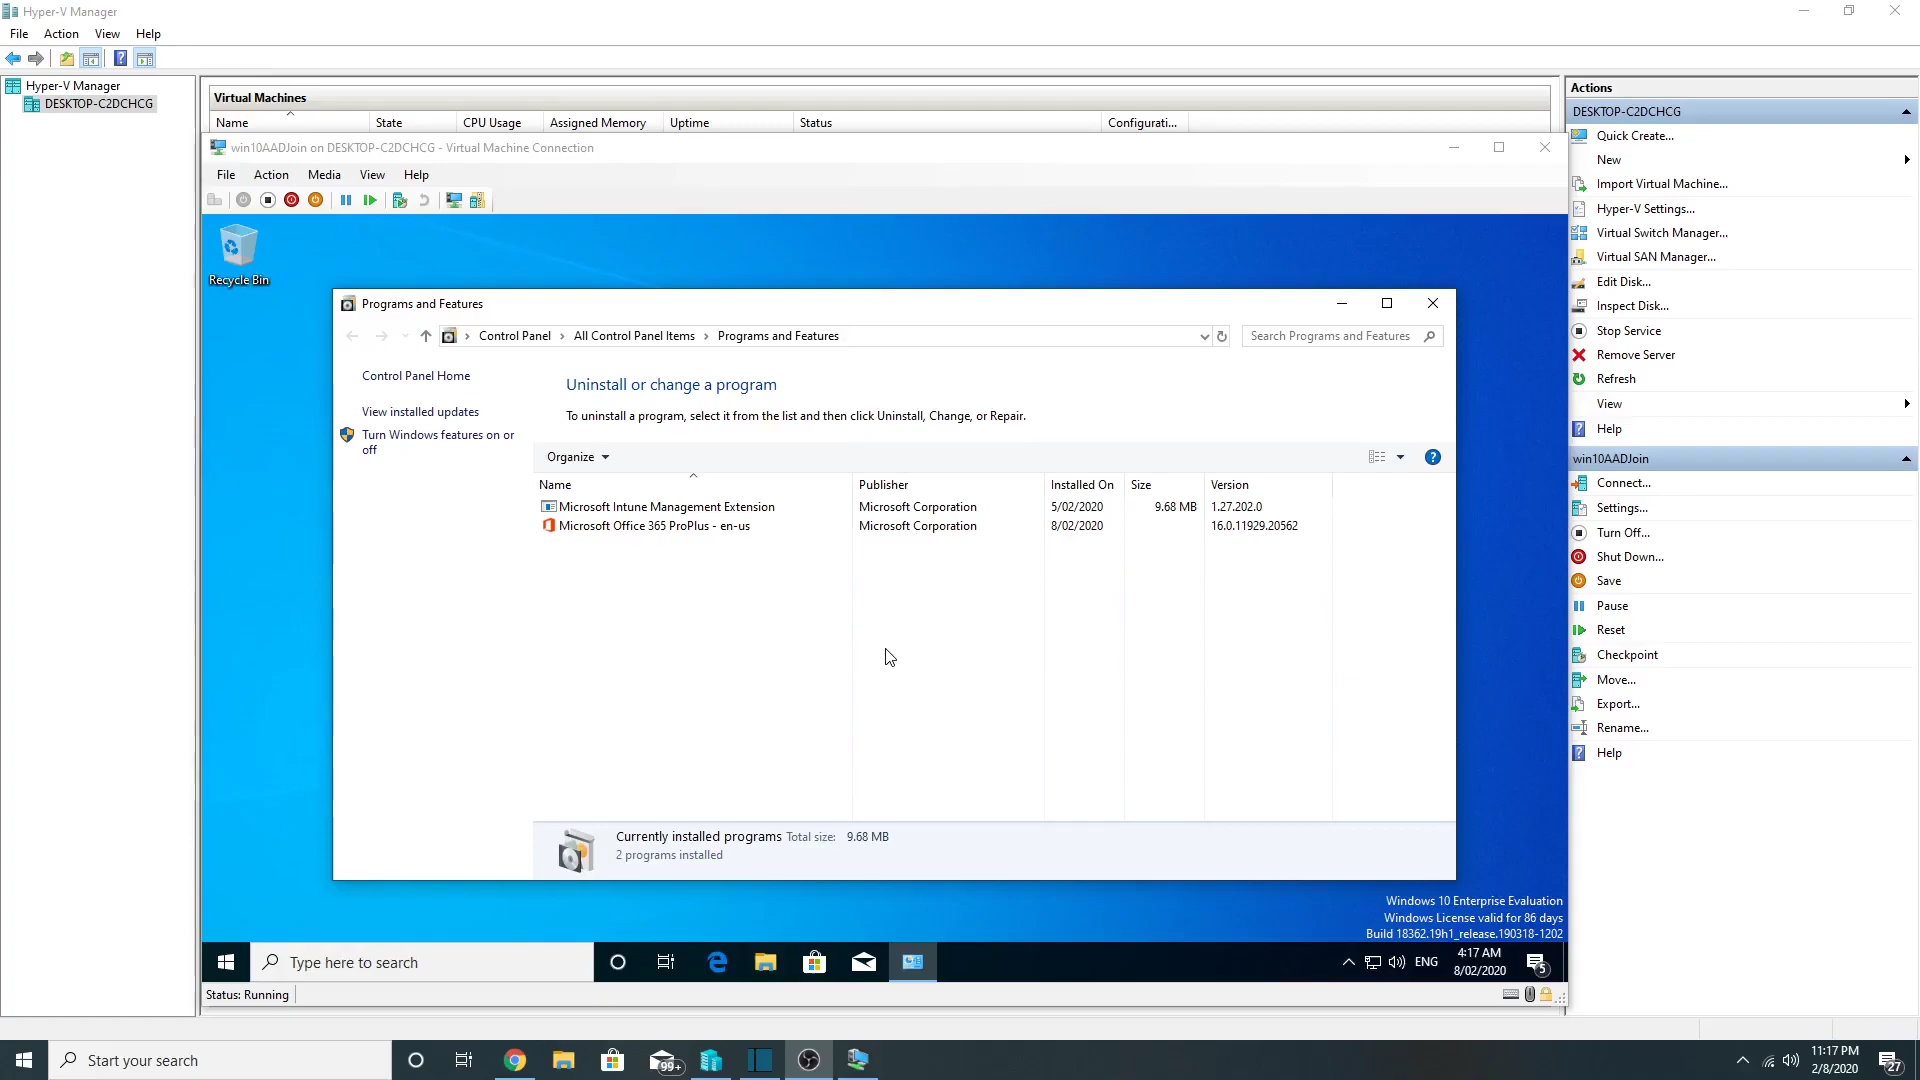 Hyper-V Manager
File Action View Help
Hyper-V Manager
DESKTOP-C2DCHCG
Virtual Machines
Name State CPU Usage Assigned Memory Uptime Status Configurati...
win10AADJoin on DESKTOP-C2DCHCG - Virtual Machine Connection
File Action Media View Help
Recycle Bin
Programs and Features
Control Panel All Control Panel Items Programs and Features
Search Programs and Features
Control Panel Home
View installed updates
Turn Windows features on or
off
Uninstall or change a program
To uninstall a program, select it from the list and then click Uninstall, Change, or Repair.
Organize
Name Publisher Installed On Size Version
Microsoft Intune Management Extension Microsoft Corporation 5/02/2020 9.68 MB 1.27.202.0
Microsoft Office 365 ProPlus - en-us Microsoft Corporation 8/02/2020 16.0.11929.20562
Currently installed programs Total size: 9.68 MB
2 programs installed
Windows 10 Enterprise Evaluation
Windows License valid for 86 days
Build 18362.19h1_release.190318-1202
Type here to search
ENG
4:17 AM
8/02/2020
5
Status: Running
Actions
DESKTOP-C2DCHCG
Quick Create...
New
Import Virtual Machine...
Hyper-V Settings...
Virtual Switch Manager...
Virtual SAN Manager...
Edit Disk...
Inspect Disk...
Stop Service
Remove Server
Refresh
View
Help
win10AADJoin
Connect...
Settings...
Turn Off...
Shut Down...
Save
Pause
Reset
Checkpoint
Move...
Export...
Rename...
Help
Start your search
99+
11:17 PM
2/8/2020
27